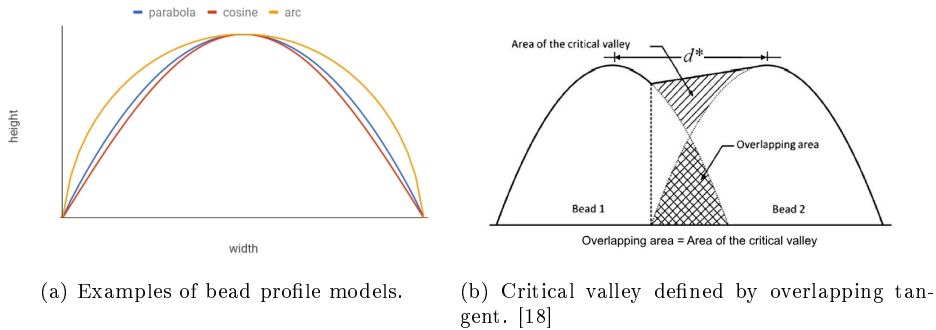 parabola cosine arc
height
width
(a) Examples of bead profile models.
Area of the critical valley
d*
Overlapping area
Bead 1
Bead 2
Overlapping area = Area of the critical valley
(b) Critical valley defined by overlapping tan-
gent. [18]